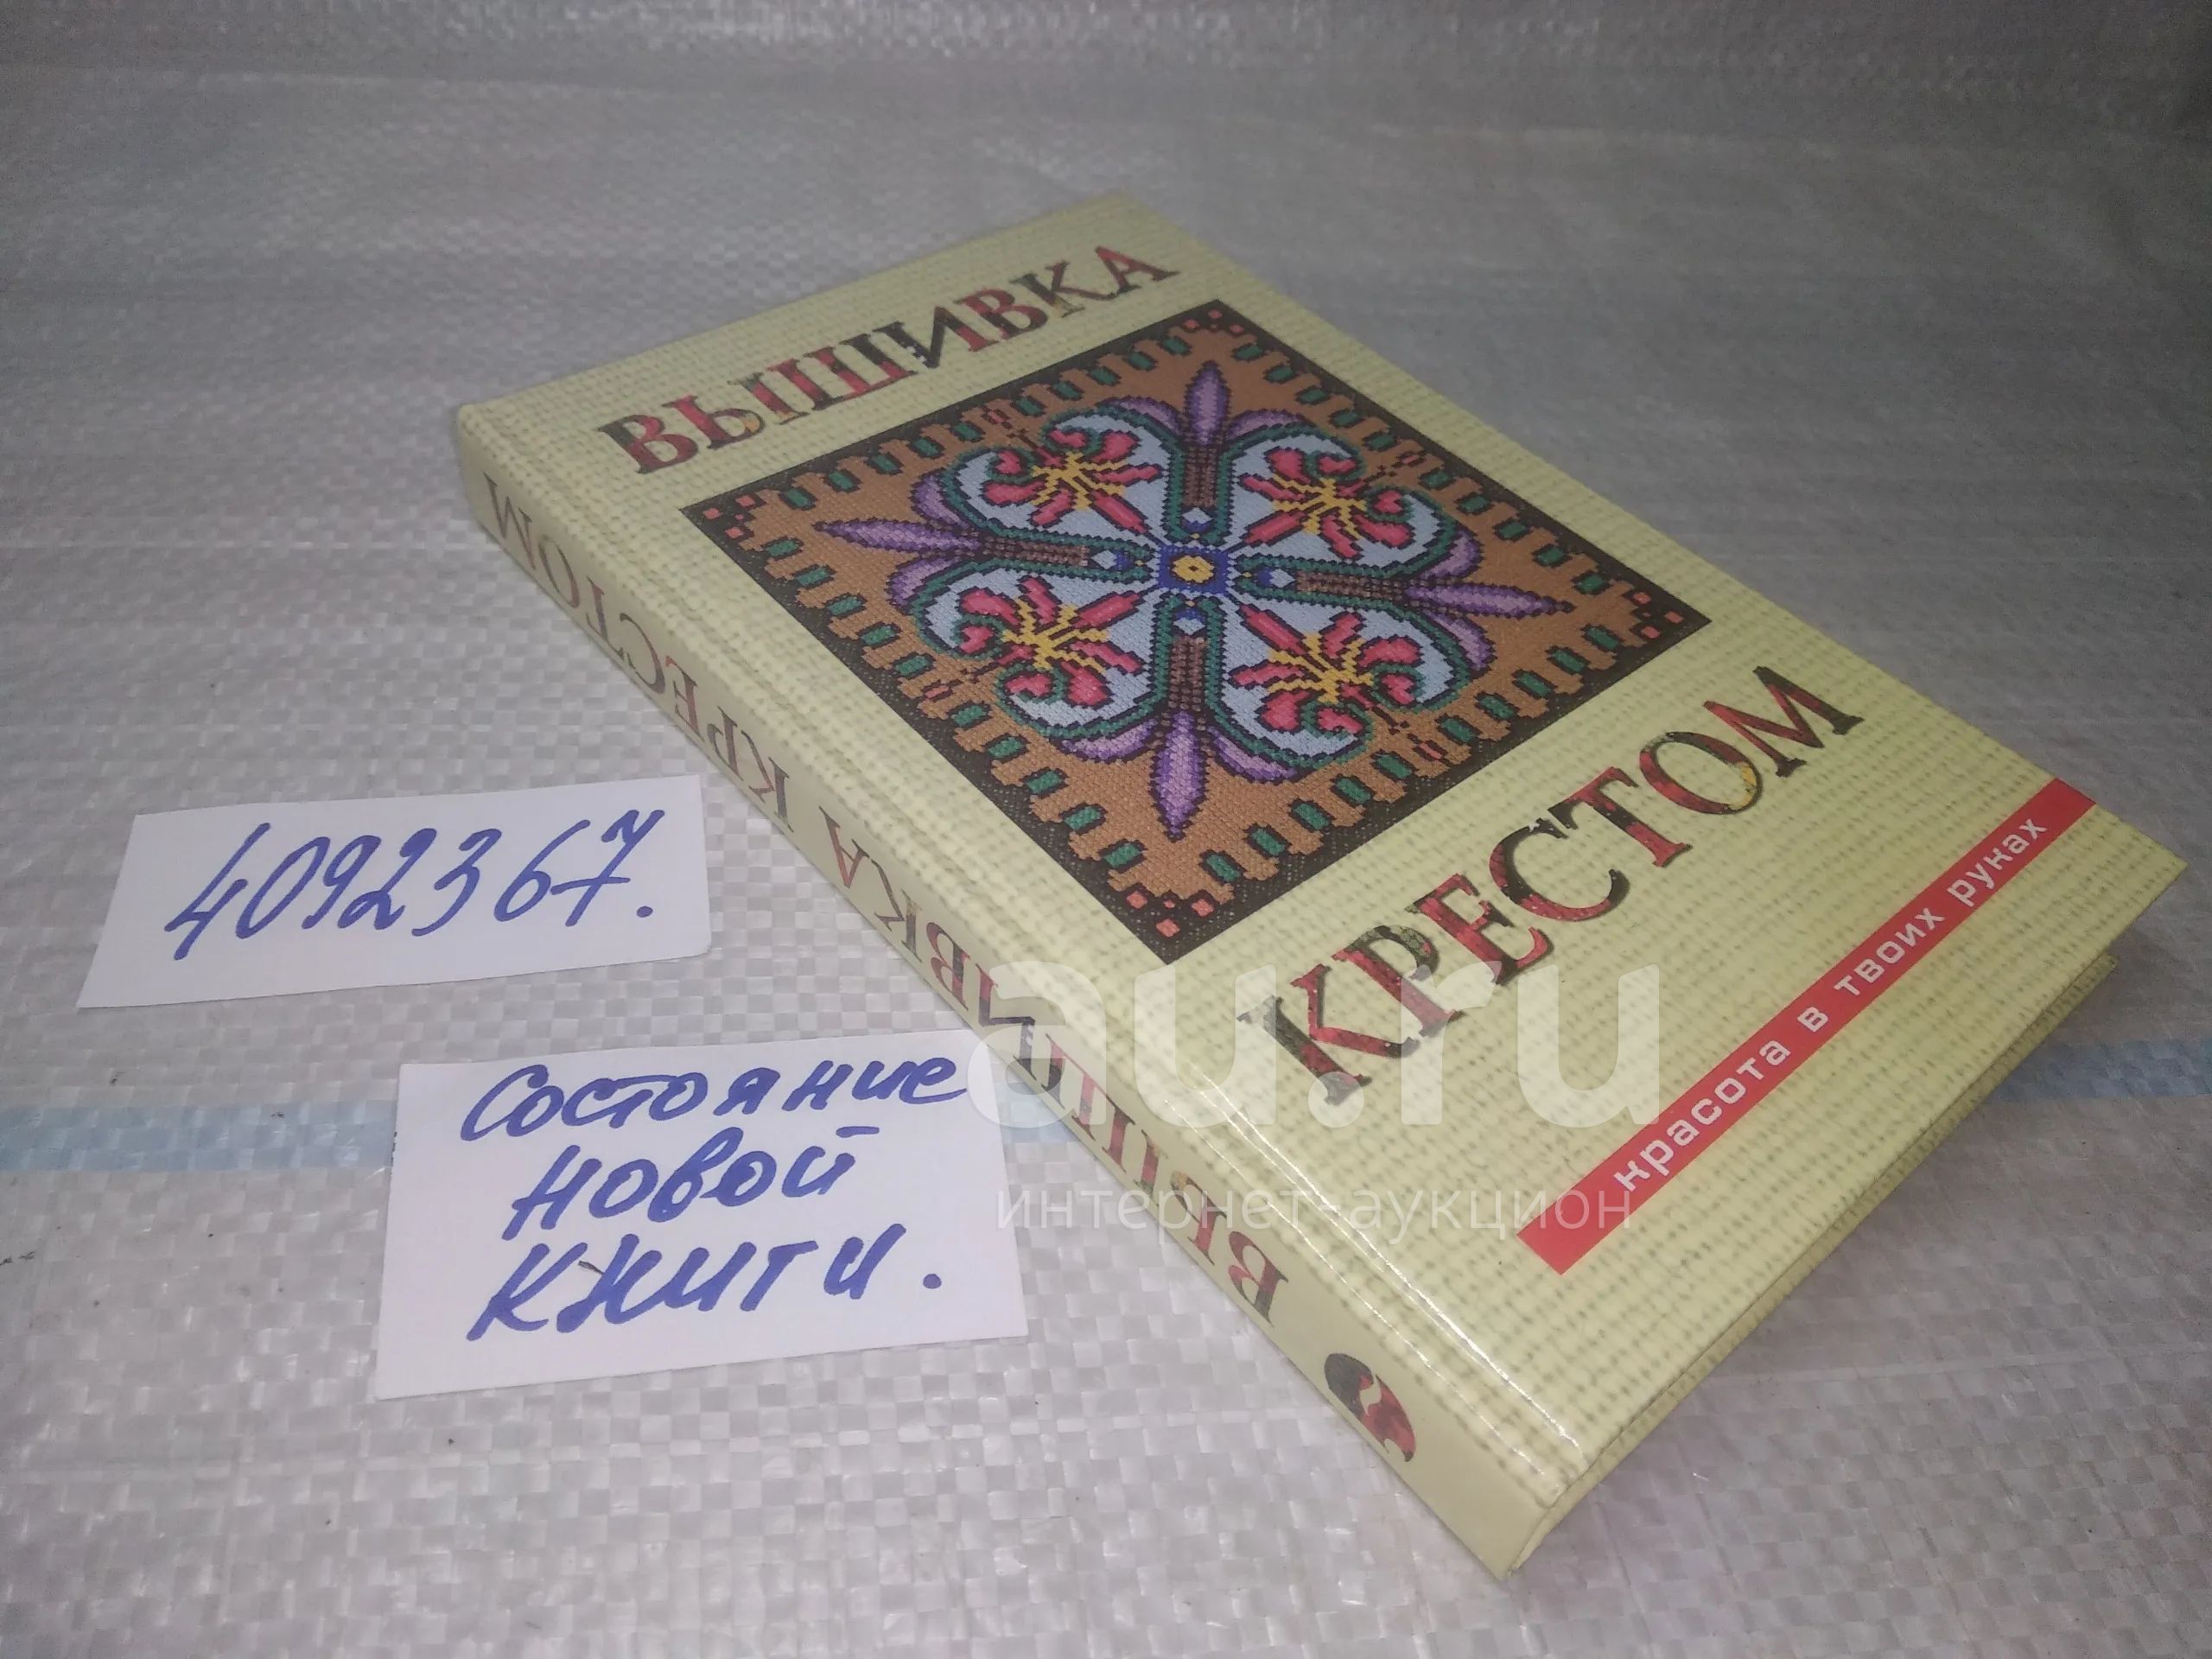 ВЫШИВКА
КРЕСТОМ
красота в твоих руках
ВЫШИВКА КРЕСТОМ
4092367.
Состояние
новой
книги.
au.ru
интернет-аукцион